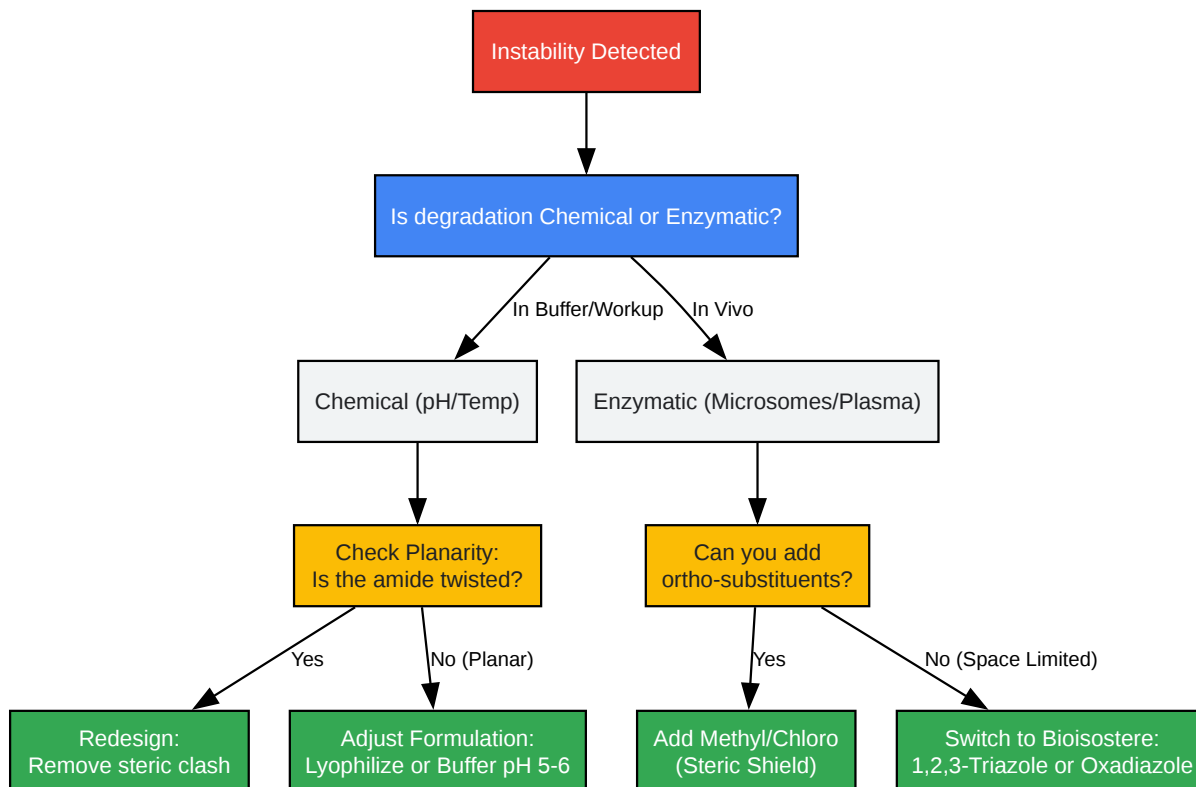 Instability Detected
Is degradation Chemical or Enzymatic?
In Buffer/Workup
In Vivo
Chemical (pH/Temp)
Enzymatic (Microsomes/Plasma)
Check Planarity:
Is the amide twisted?
Can you add
ortho-substituents?
Yes
No (Planar)
Yes
No (Space Limited)
Redesign:
Remove steric clash
Adjust Formulation:
Lyophilize or Buffer pH 5-6
Add Methyl/Chloro
(Steric Shield)
Switch to Bioisostere:
1,2,3-Triazole or Oxadiazole